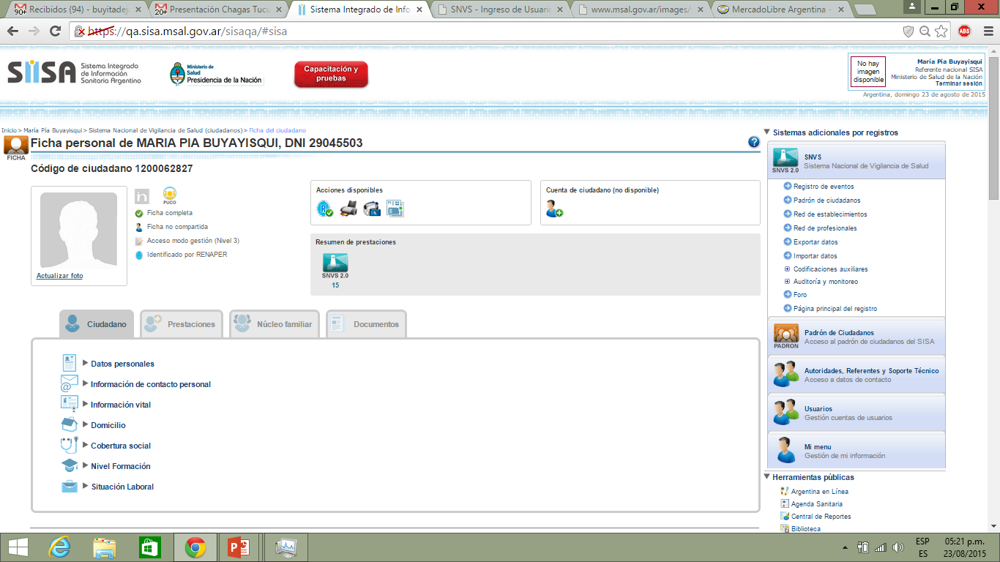 90+ Recibidos (94) - buyitadeja
20+ Presentación Chagas Tucu
Sistema Integrado de Info
SNVS - Ingreso de Usuari
www.msal.gov.ar/images/
MercadoLibre Argentina -
https://qa.sisa.msal.gov.ar/sisaqa/#sisa
ABS
SIISA
Sistema Integrado
de Información
Sanitaria Argentino
Ministerio de
Salud
Presidencia de la Nación
Capacitación y
pruebas
No hay
imagen
disponible
María Pía Buyayisqui
Referente nacional SISA
Ministerio de Salud de la Nación
Terminar sesión
Argentina, domingo 23 de agosto de 2015
Inicio > María Pía Buyayisqui > Sistema Nacional de Vigilancia de Salud (ciudadanos) > Ficha del ciudadano
FICHA
Ficha personal de MARIA PIA BUYAYISQUI, DNI 29045503
?
Código de ciudadano 1200062827
Actualizar foto
in
PUCO
Ficha completa
Ficha no compartida
Acceso modo gestión (Nivel 3)
Identificado por RENAPER
Acciones disponibles
R
Cuenta de ciudadano (no disponible)
Resumen de prestaciones
SNVS 2.0
15
Ciudadano
Prestaciones
Núcleo familiar
Documentos
Datos personales
Información de contacto personal
Información vital
Domicilio
Cobertura social
Nivel Formación
Situación Laboral
Sistemas adicionales por registros
SNVS 2.0
SNVS
Sistema Nacional de Vigilancia de Salud
Registro de eventos
Padrón de ciudadanos
Red de establecimientos
Red de profesionales
Exportar datos
Importar datos
Codificaciones auxiliares
Auditoría y monitoreo
Foro
Página principal del registro
PADRON
Padrón de Ciudadanos
Acceso al padrón de ciudadanos del SISA
Autoridades, Referentes y Soporte Técnico
Acceso a datos de contacto
Usuarios
Gestión cuentas de usuarios
Mi menu
Gestión de mi información
Herramientas públicas
Argentina en Línea
Agenda Sanitaria
Central de Reportes
Biblioteca
ESP
ES
05:21 p.m.
23/08/2015